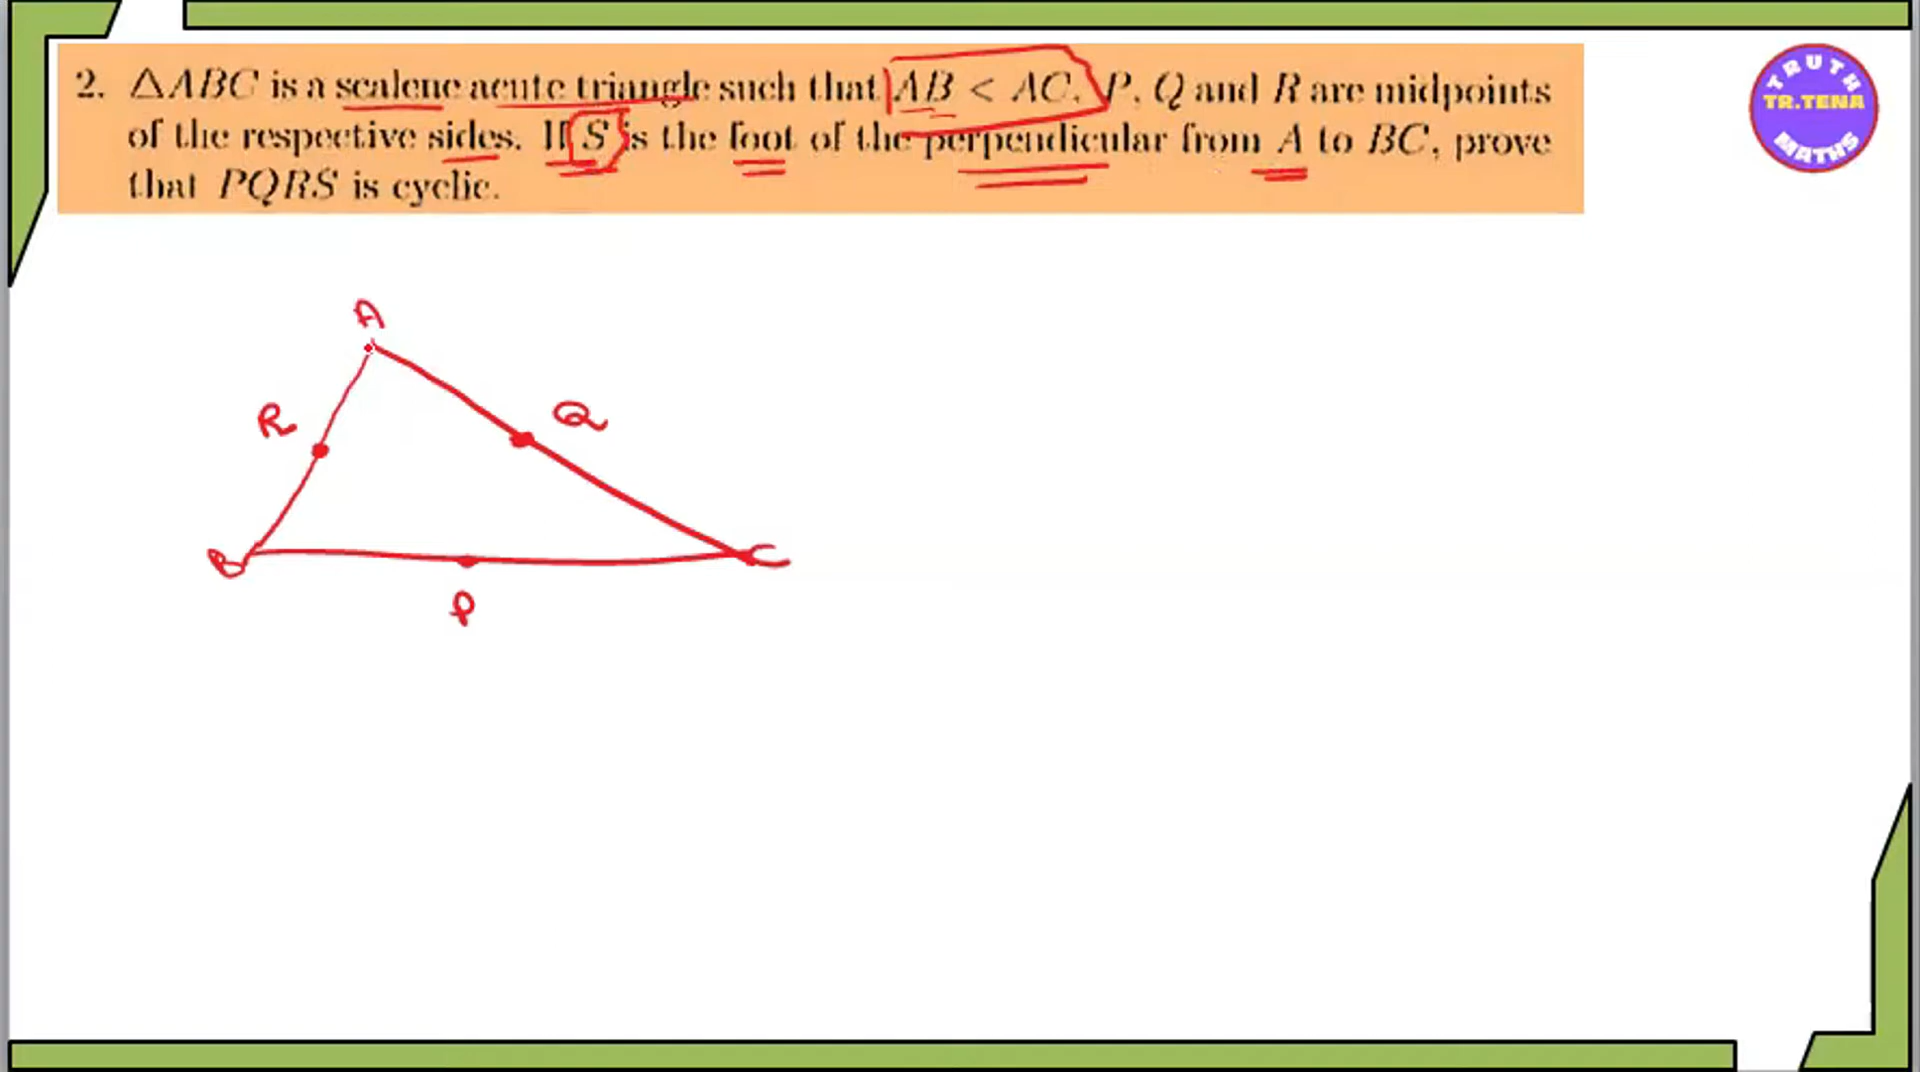 2. △ABC is a scalene acute triangle such that AB < AC. P, Q and R are midpoints
of the respective sides. If S is the foot of the perpendicular from A to BC, prove
that PQRS is cyclic.
TRUTH
TR.TENA
MATHS
A
R
Q
B
C
P